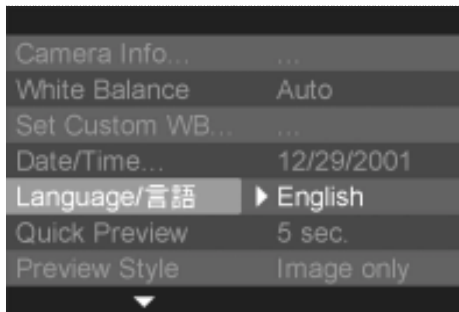 Camera Info... ...
White Balance Auto
Set Custom WB... ...
Date/Time... 12/29/2001
Language/言語 English
Quick Preview 5 sec.
Preview Style Image only